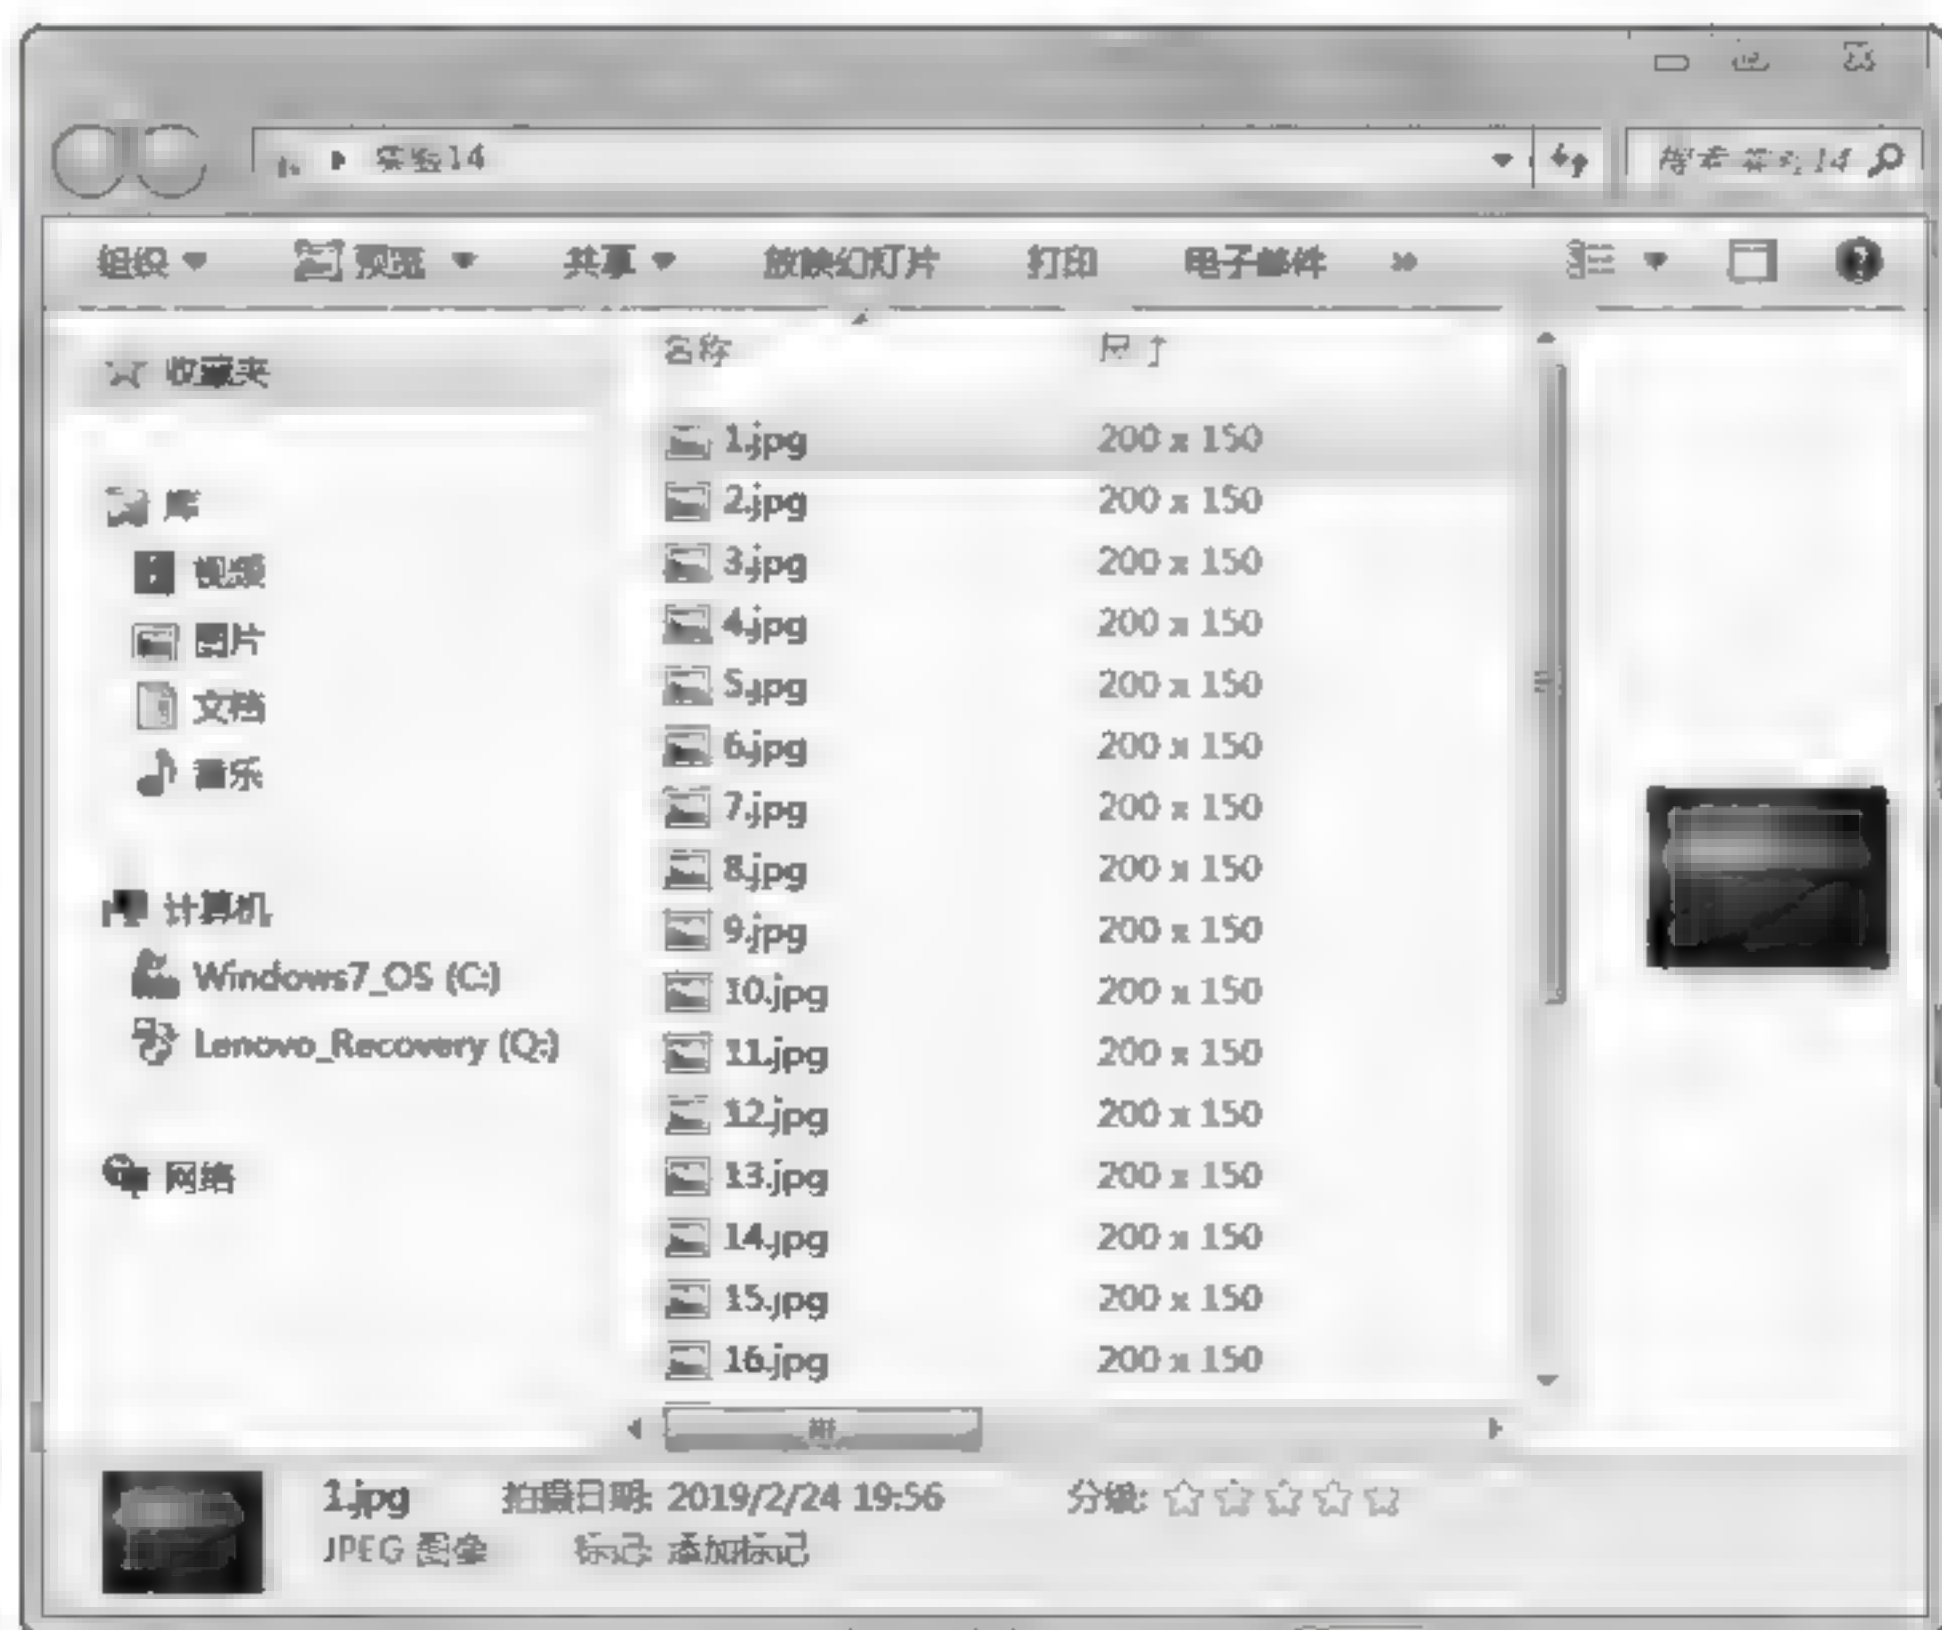 实验14
搜索 实验14
组织 预览 共享 放映幻灯片 打印 电子邮件 »
收藏夹
库
视频
图片
文档
音乐
计算机
Windows7_OS (C:)
Lenovo_Recovery (Q:)
网络
名称 尺寸
1.jpg 200 x 150
2.jpg 200 x 150
3.jpg 200 x 150
4.jpg 200 x 150
5.jpg 200 x 150
6.jpg 200 x 150
7.jpg 200 x 150
8.jpg 200 x 150
9.jpg 200 x 150
10.jpg 200 x 150
11.jpg 200 x 150
12.jpg 200 x 150
13.jpg 200 x 150
14.jpg 200 x 150
15.jpg 200 x 150
16.jpg 200 x 150
1.jpg 拍摄日期: 2019/2/24 19:56 分级:
JPEG 图像 标记: 添加标记